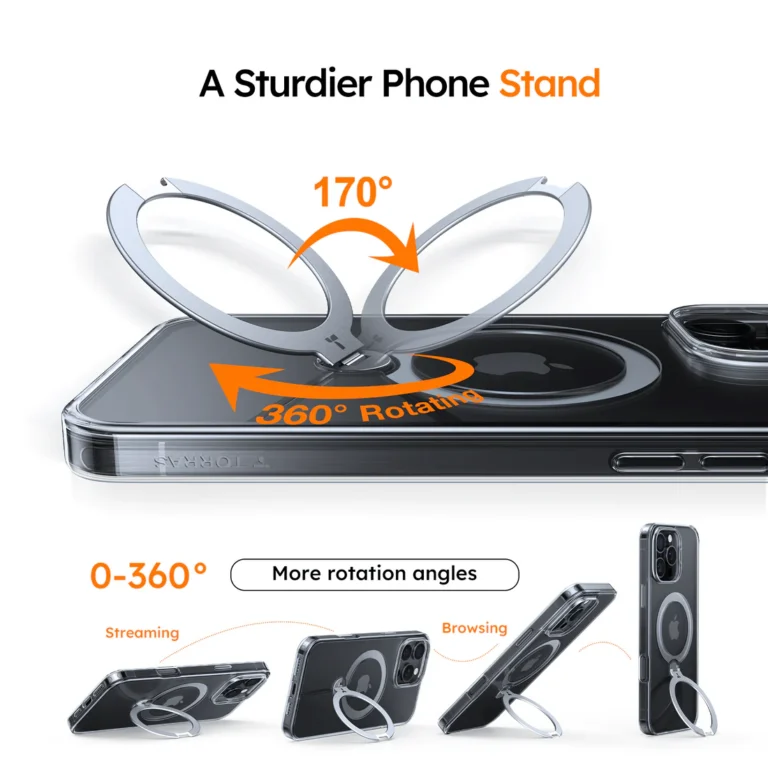 A Sturdier Phone Stand
170°
360° Rotating
TORRAS
0-360°
More rotation angles
Streaming
Browsing